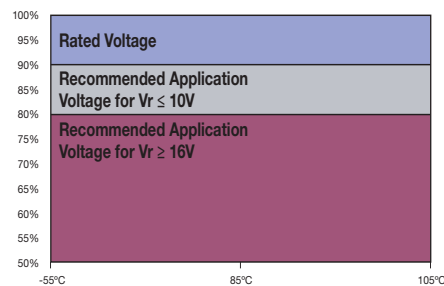 100%
95%
90%
85%
80%
75%
70%
65%
60%
55%
50%
Rated Voltage
Recommended Application
Voltage for Vr ≤ 10V
Recommended Application
Voltage for Vr ≥ 16V
-55ºC
85ºC
105ºC